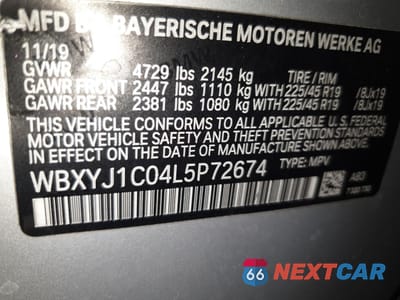 MFD BY BAYERISCHE MOTOREN WERKE AG
11/19
GVWR 4729 lbs 2145 kg TIRE / RIM
GAWR FRONT 2447 lbs 1110 kg WITH 225/45 R19 /8Jx19
GAWR REAR 2381 lbs 1080 kg WITH 225/45 R19 /8Jx19
THIS VEHICLE CONFORMS TO ALL APPLICABLE
FEDERAL MOTOR VEHICLE SAFETY, BUMPER,
AND THEFT PREVENTION STANDARDS IN EFFECT
ON THE DATE OF MANUFACTURE SHOWN ABOVE.
WBXYJ1C04L5P72674 TYPE: MPV
A83
66 NEXTCAR